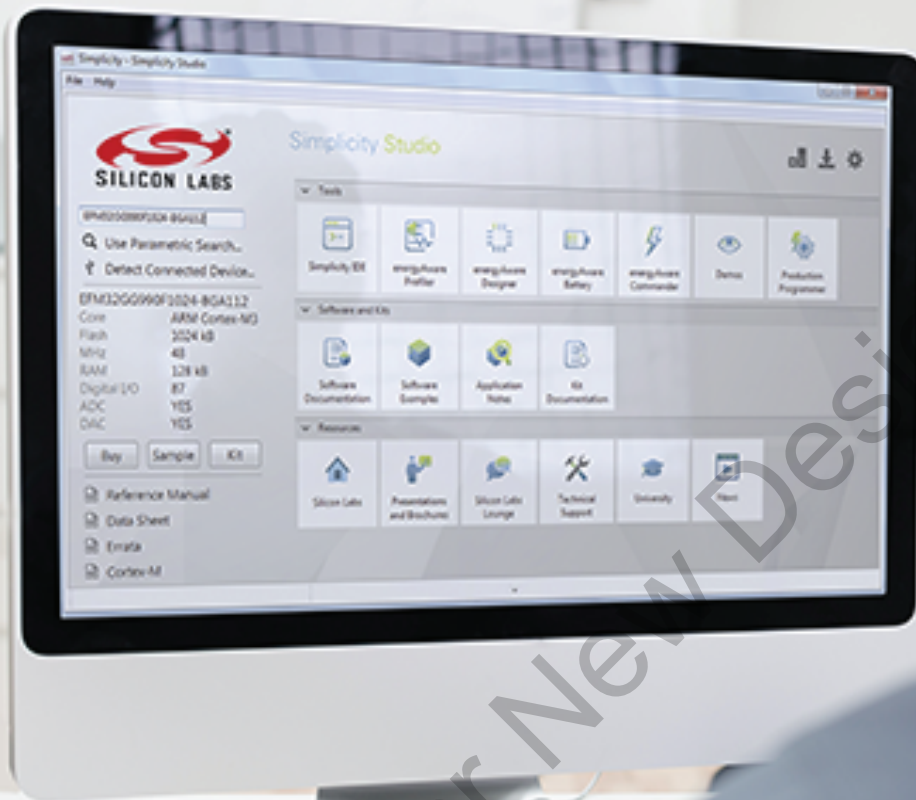 Simplicity - Simplicity Studio
File Help
SILICON LABS
Simplicity Studio
EFM32GG990F1024-BGA112
Use Parametric Search...
Detect Connected Device...
EFM32GG990F1024-BGA112
Core ARM Cortex-M3
Flash 1024 kB
MHz 48
RAM 128 kB
Digital I/O 87
ADC YES
DAC YES
Buy Sample Kit
Reference Manual
Data Sheet
Errata
Cortex-M
Tools
Simplicity IDE
energyAware
Profiler
energyAware
Designer
energyAware
Battery
energyAware
Commander
Demos
Production
Programmer
Software and Kits
Software
Documentation
Software
Examples
Application
Notes
Kit
Documentation
Resources
Silicon Labs
Presentations
and Brochures
Silicon Labs
Lounge
Technical
Support
University
News
r New Desi